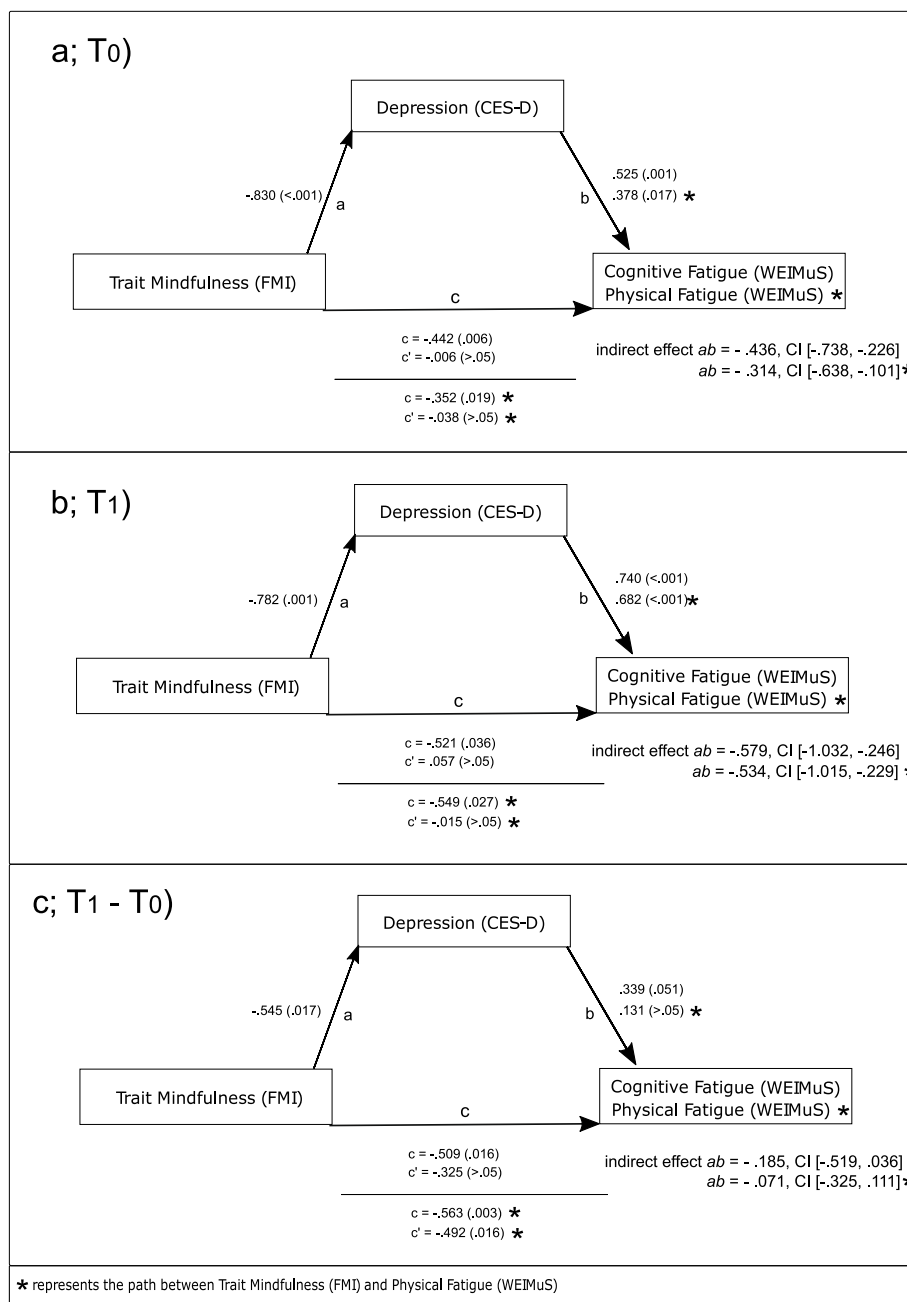 a; T0)
Depression (CES-D)
-.830 (<.001)
a
.525 (.001)
.378 (.017) *
b
Trait Mindfulness (FMI)
Cognitive Fatigue (WEIMuS)
Physical Fatigue (WEIMuS) *
c
c = -.442 (.006)
c' = -.006 (>.05)
c = -.352 (.019) *
c' = -.038 (>.05) *
indirect effect ab = - .436, CI [-.738, -.226]
ab = - .314, CI [-.638, -.101]*
b; T1)
Depression (CES-D)
-.782 (.001)
a
.740 (<.001)
.682 (<.001)*
b
Trait Mindfulness (FMI)
Cognitive Fatigue (WEIMuS)
Physical Fatigue (WEIMuS) *
c
c = -.521 (.036)
c' = .057 (>.05)
c = -.549 (.027) *
c' = -.015 (>.05) *
indirect effect ab = -.579, CI [-1.032, -.246]
ab = -.534, CI [-1.015, -.229] *
c; T1 - T0)
Depression (CES-D)
-.545 (.017)
a
.339 (.051)
.131 (>.05) *
b
Trait Mindfulness (FMI)
Cognitive Fatigue (WEIMuS)
Physical Fatigue (WEIMuS) *
c
c = -.509 (.016)
c' = -.325 (>.05)
c = -.563 (.003) *
c' = -.492 (.016) *
indirect effect ab = - .185, CI [-.519, .036]
ab = - .071, CI [-.325, .111]*
* represents the path between Trait Mindfulness (FMI) and Physical Fatigue (WEIMuS)